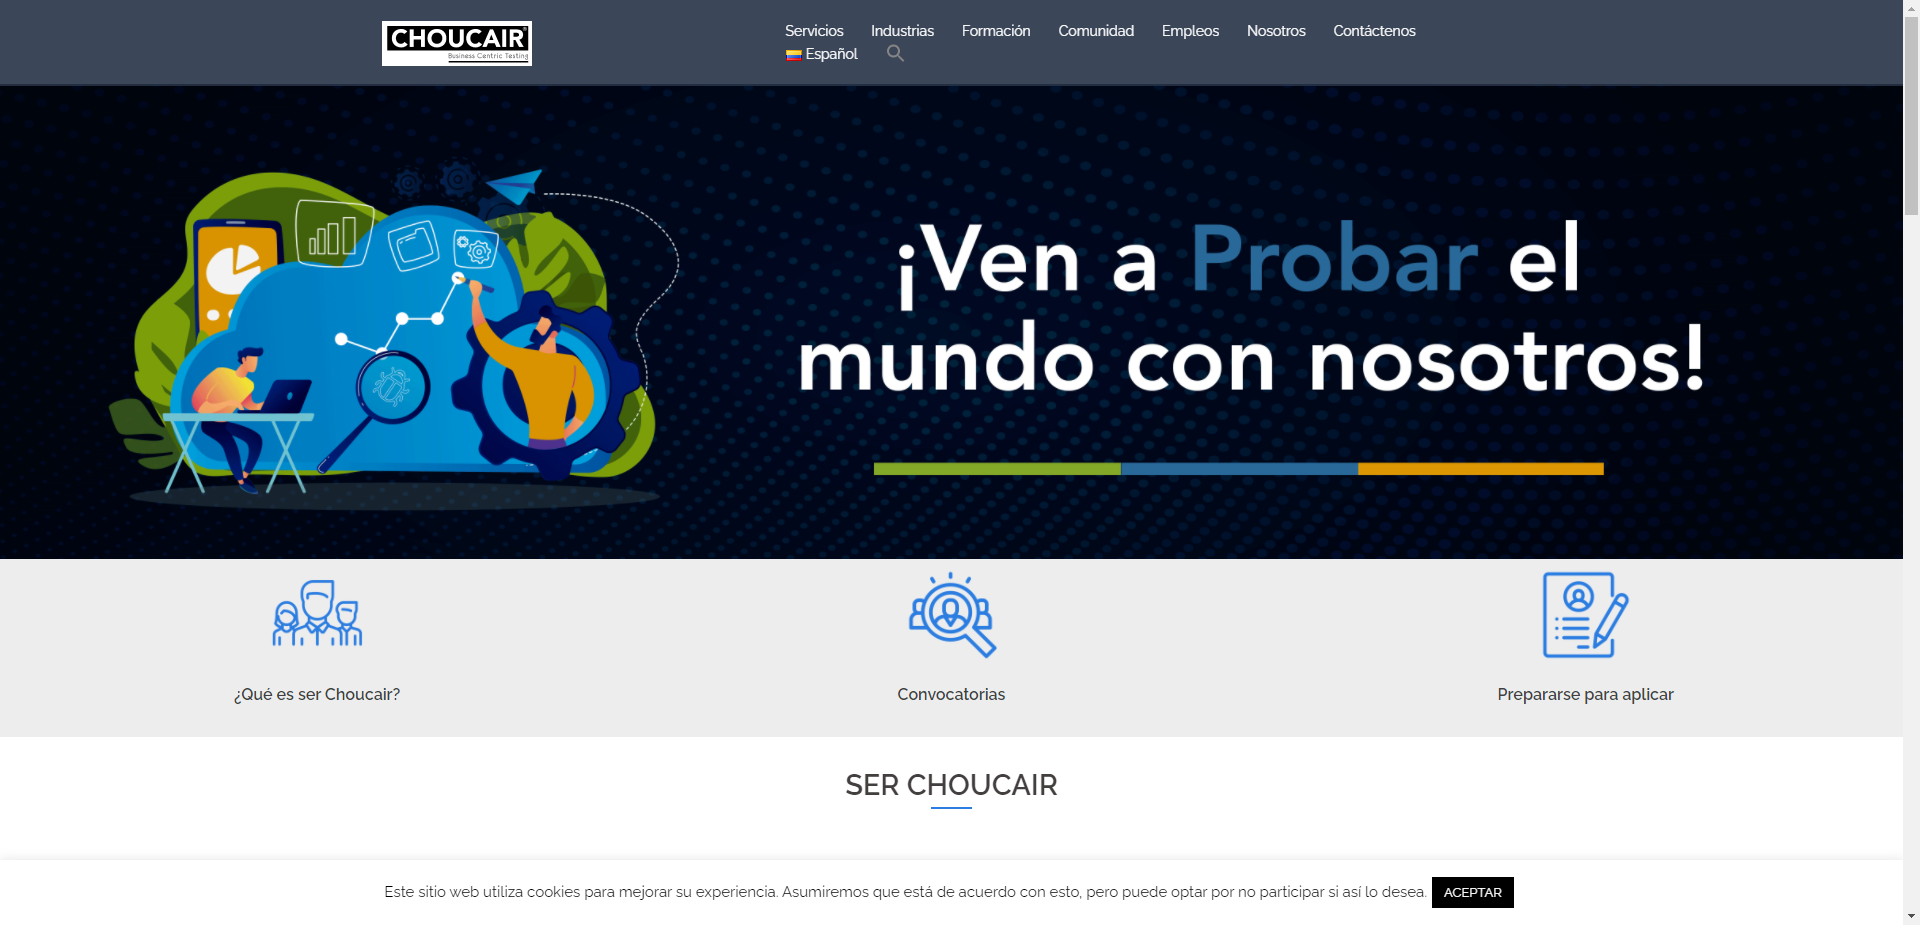 CHOUCAIR
Business Centric Testing
Servicios Industrias Formación Comunidad Empleos Nosotros Contáctenos
Español
¡Ven a Probar el
mundo con nosotros!
¿Qué es ser Choucair?
Convocatorias
Prepararse para aplicar
SER CHOUCAIR
Este sitio web utiliza cookies para mejorar su experiencia. Asumiremos que está de acuerdo con esto, pero puede optar por no participar si así lo desea. ACEPTAR